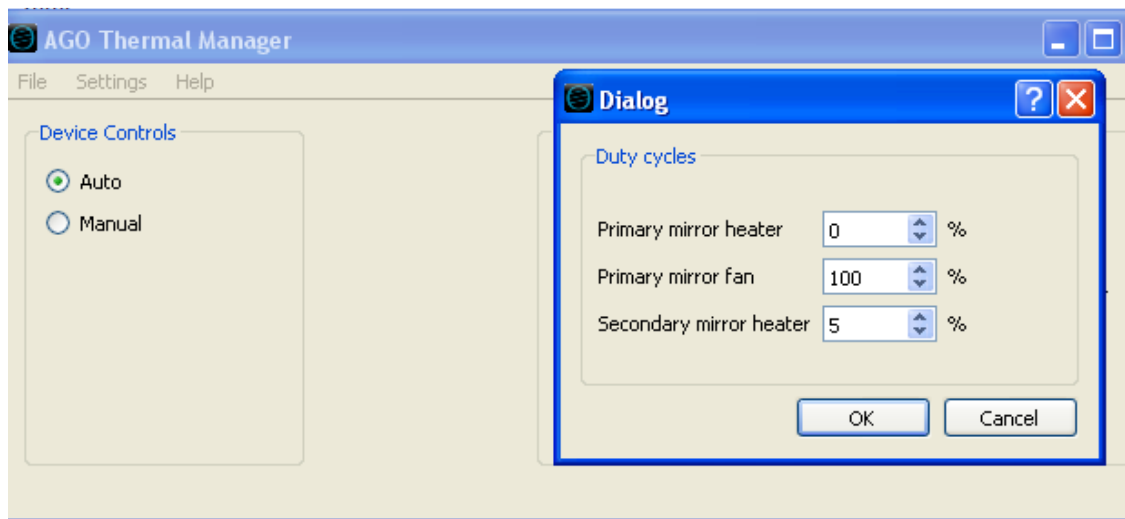 AGO Thermal Manager
File Settings Help
Device Controls
Auto
Manual
Dialog
Duty cycles
Primary mirror heater 0 %
Primary mirror fan 100 %
Secondary mirror heater 5 %
OK Cancel